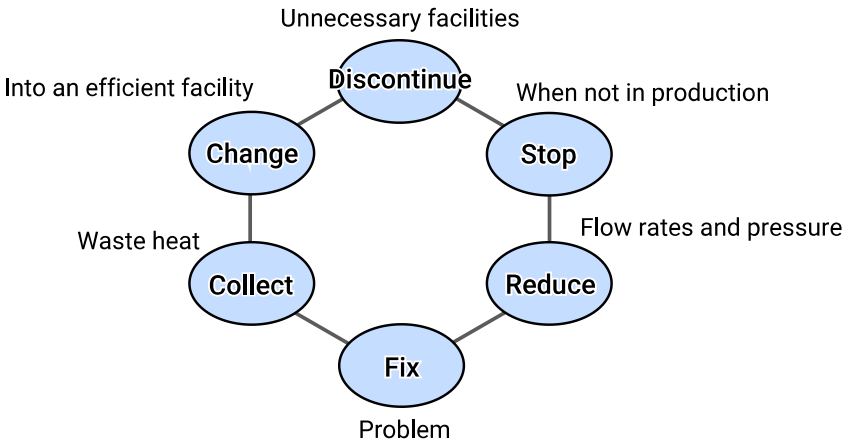 Unnecessary facilities
Discontinue
Into an efficient facility
When not in production
Change
Stop
Flow rates and pressure
Waste heat
Collect
Reduce
Fix
Problem